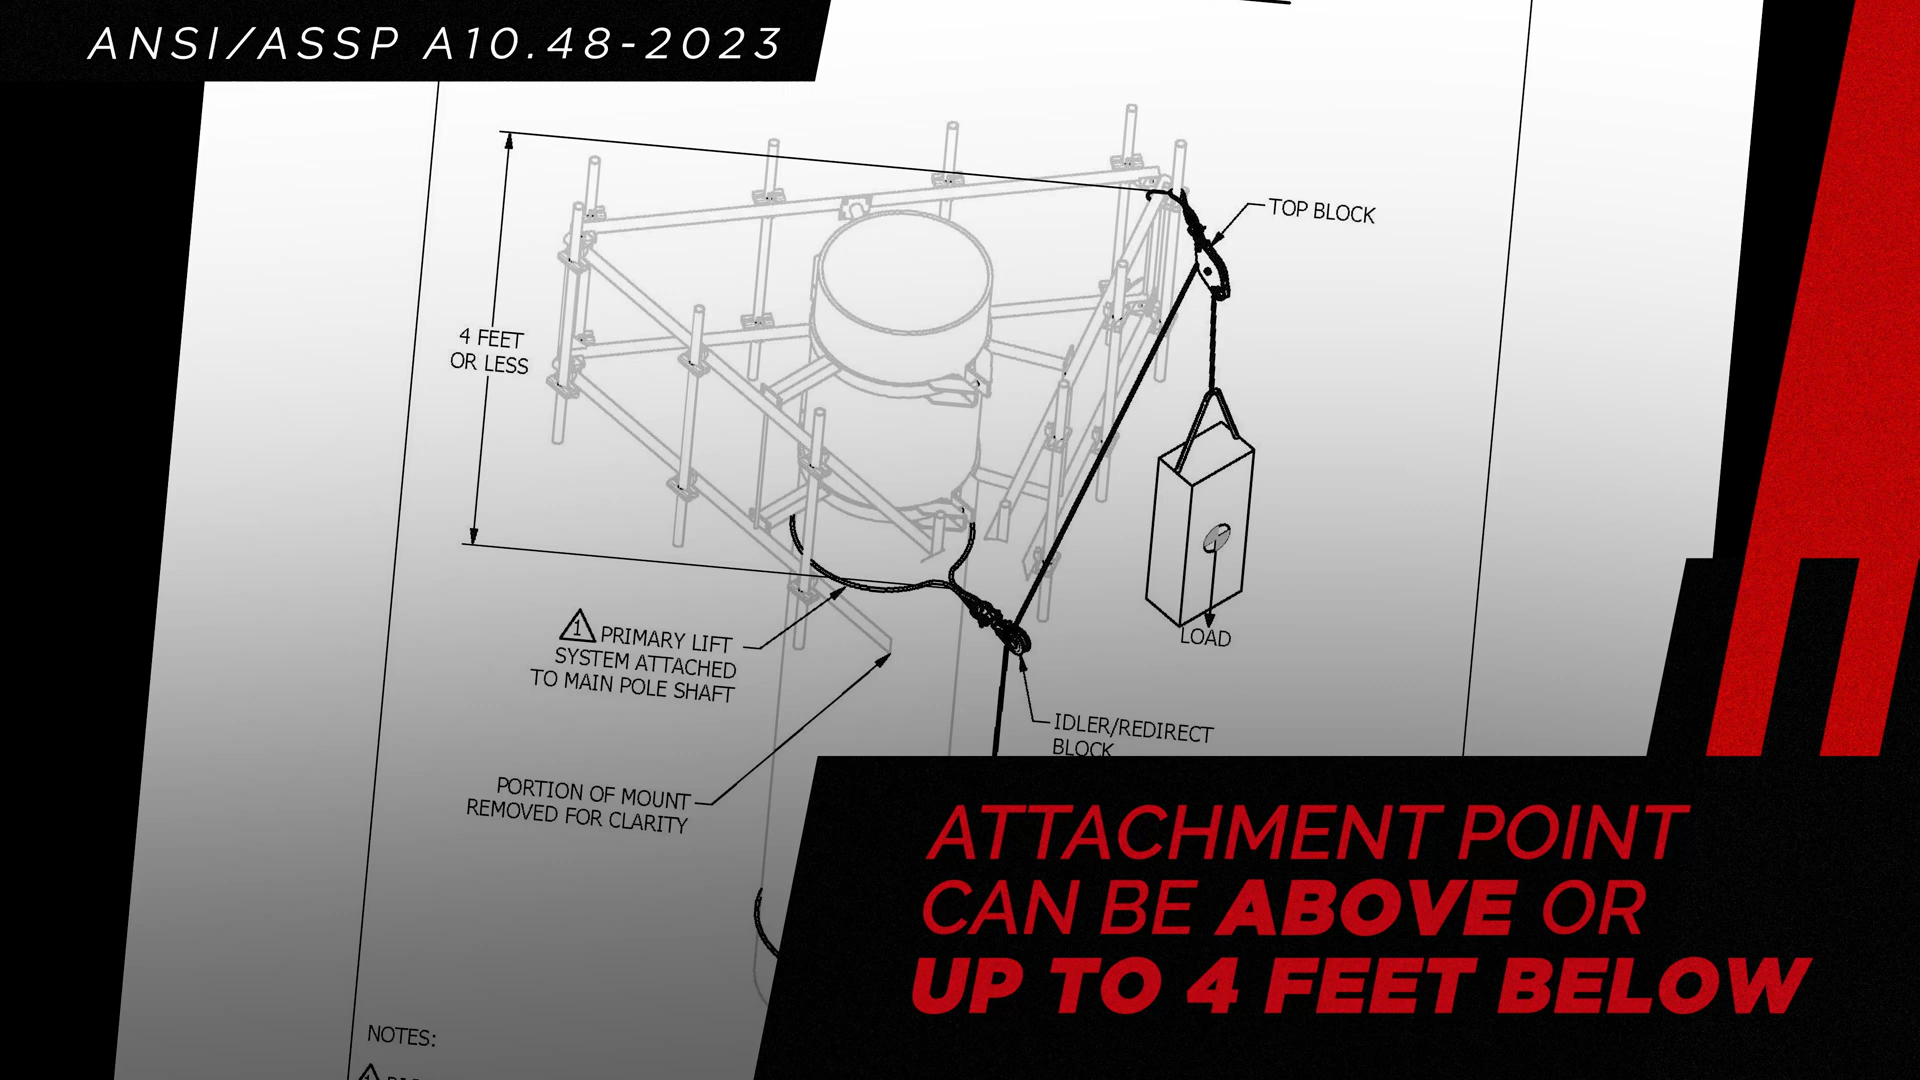 ANSI/ASSP A10.48-2023
TOP BLOCK
4 FEET
OR LESS
1 PRIMARY LIFT
SYSTEM ATTACHED
TO MAIN POLE SHAFT
LOAD
IDLER/REDIRECT
BLOCK
PORTION OF MOUNT
REMOVED FOR CLARITY
ATTACHMENT POINT
CAN BE ABOVE OR
UP TO 4 FEET BELOW
NOTES: